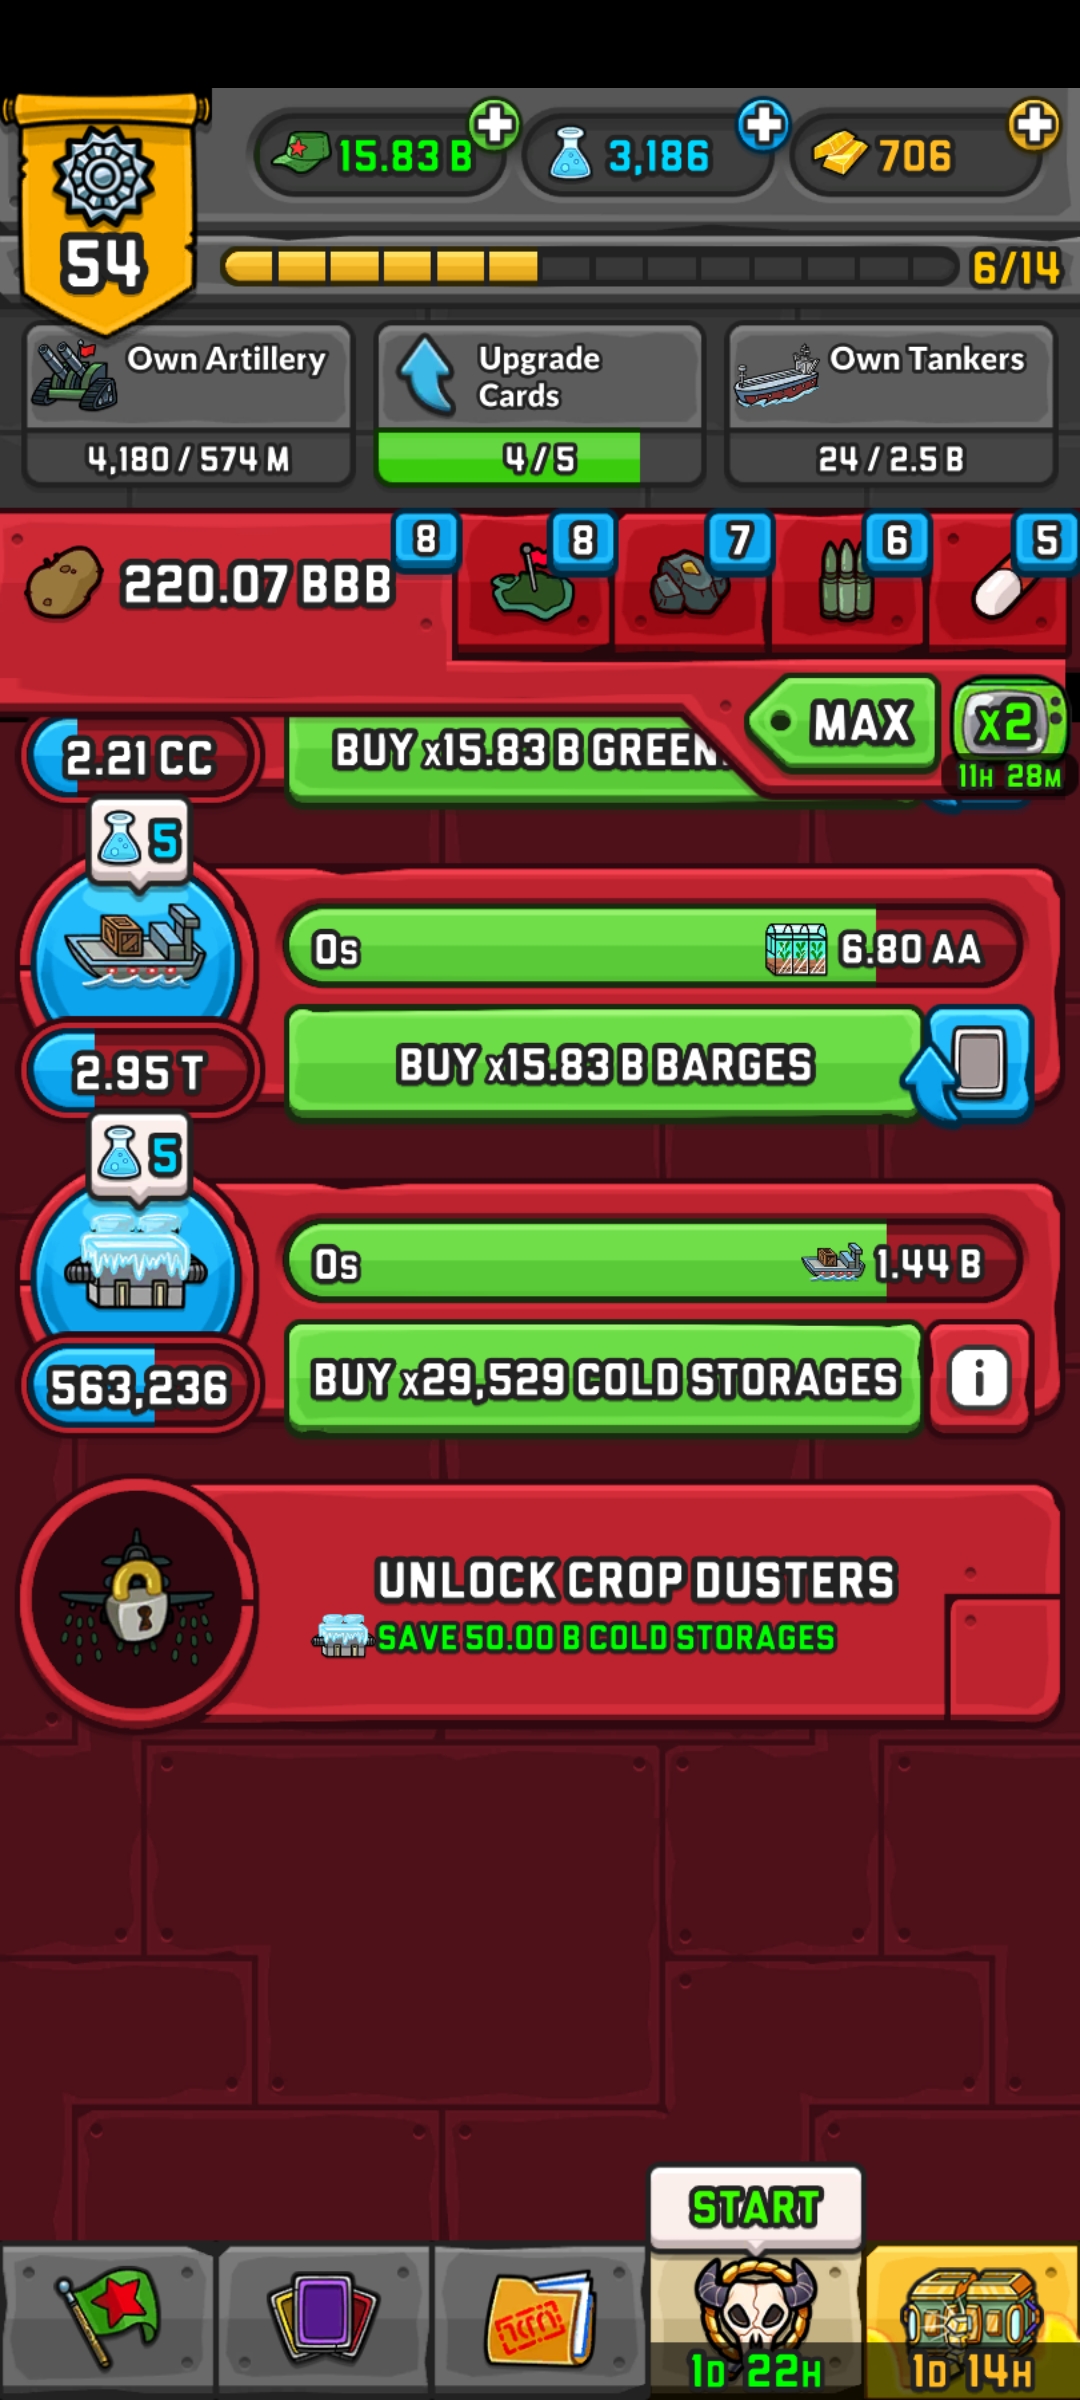 54
15.83 B
3,186
706
6/14
Own Artillery
4,180 / 574 M
Upgrade
Cards
4 / 5
Own Tankers
24 / 2.5 B
220.07 BBB
8
8
7
6
5
MAX
x2
11H 28M
2.21 CC
BUY x15.83 B GREEN
5
0s
6.80 AA
2.95 T
BUY x15.83 B BARGES
5
0s
1.44 B
563,236
BUY x29,529 COLD STORAGES
i
UNLOCK CROP DUSTERS
SAVE 50.00 B COLD STORAGES
START
1D 22H
1D 14H